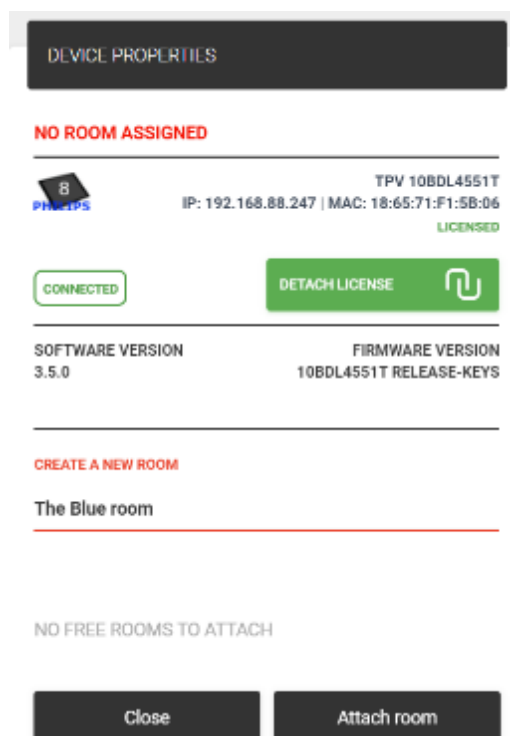 DEVICE PROPERTIES
NO ROOM ASSIGNED
8
PHILIPS
TPV 10BDL4551T
IP: 192.168.88.247 | MAC: 18:65:71:F1:5B:06
LICENSED
CONNECTED
DETACH LICENSE
SOFTWARE VERSION
3.5.0
FIRMWARE VERSION
10BDL4551T RELEASE-KEYS
CREATE A NEW ROOM
The Blue room
NO FREE ROOMS TO ATTACH
Close
Attach room